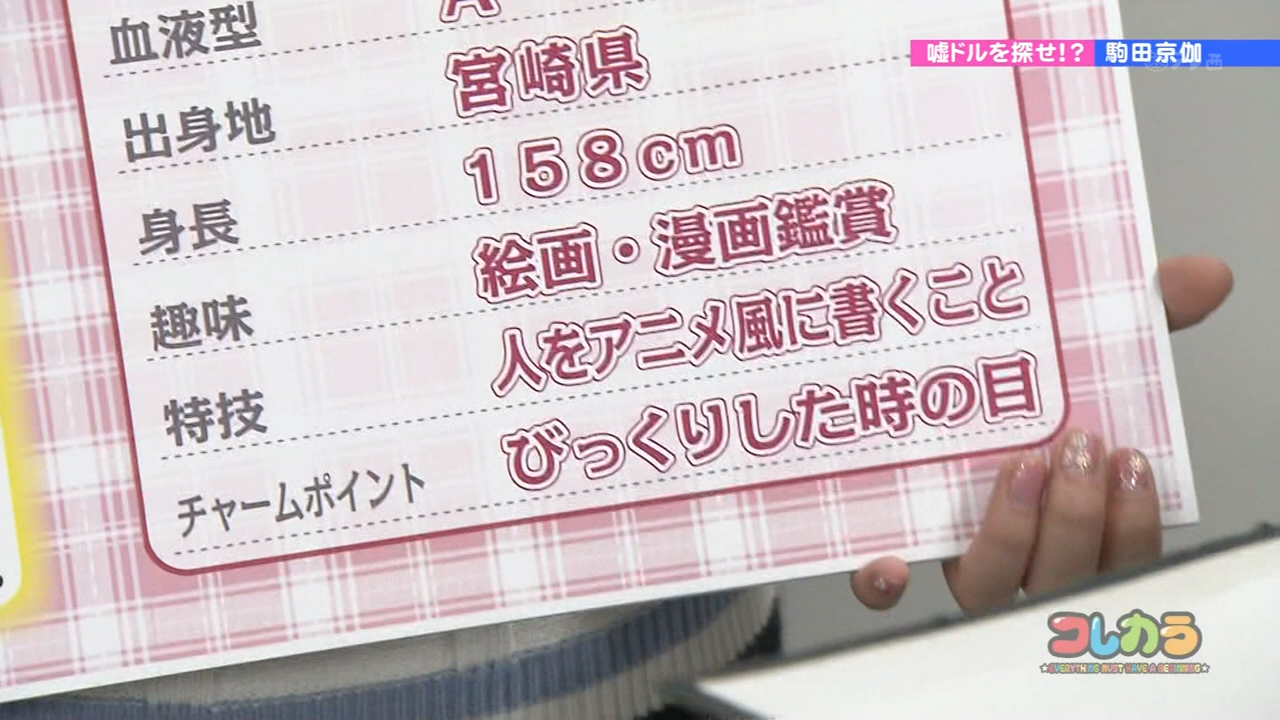 嘘ドルを探せ!? 駒田京伽
血液型 A
出身地 宮崎県
身長 158cm
趣味 絵画・漫画鑑賞
特技 人をアニメ風に書くこと
チャームポイント びっくりした時の目
コレカラ
★EVERYTHING MUST HAVE A BEGINNING★